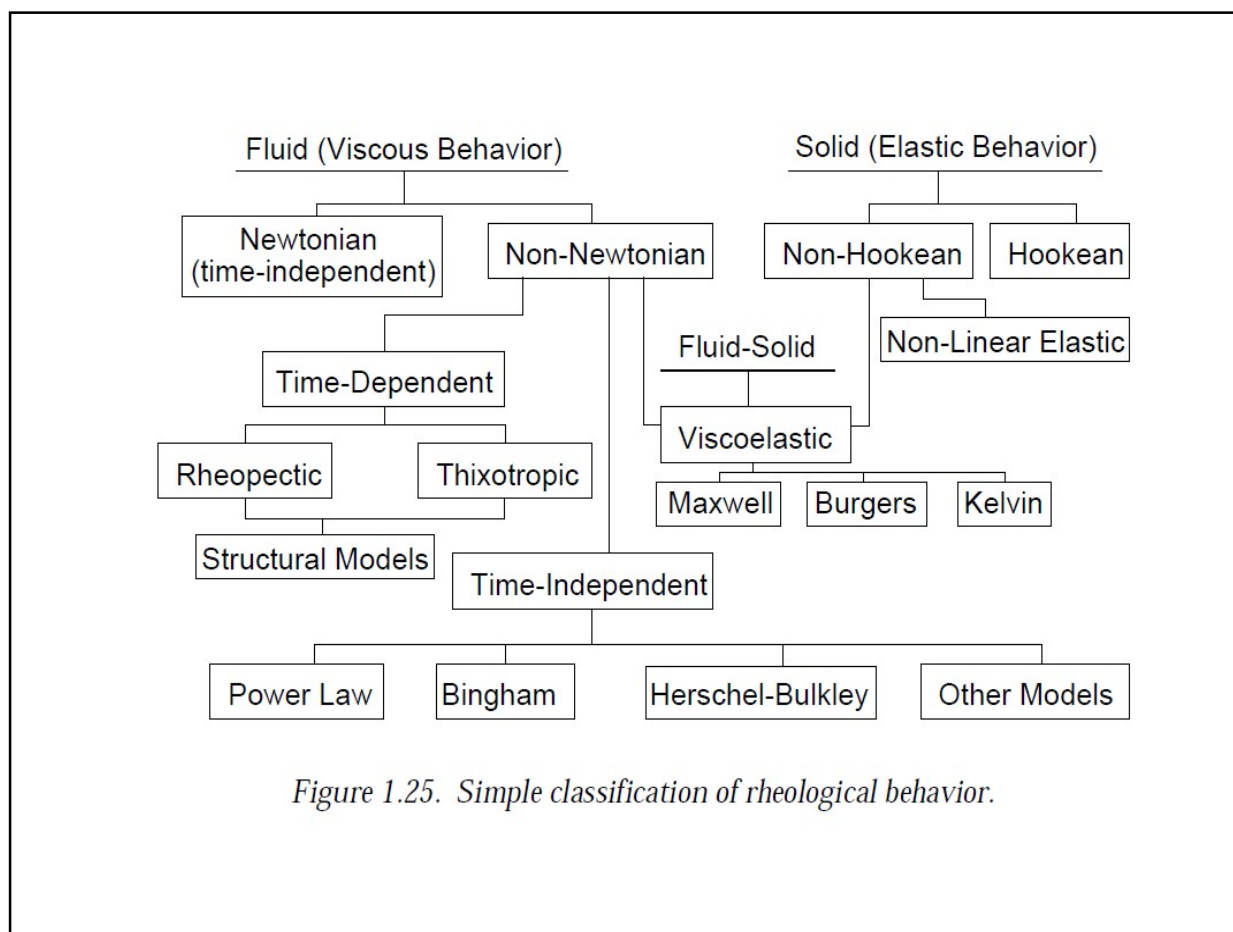 Fluid (Viscous Behavior)
Solid (Elastic Behavior)
Newtonian
(time-independent)
Non-Newtonian
Non-Hookean
Hookean
Non-Linear Elastic
Fluid-Solid
Time-Dependent
Viscoelastic
Rheopectic
Thixotropic
Maxwell
Burgers
Kelvin
Structural Models
Time-Independent
Power Law
Bingham
Herschel-Bulkley
Other Models
Figure 1.25. Simple classification of rheological behavior.